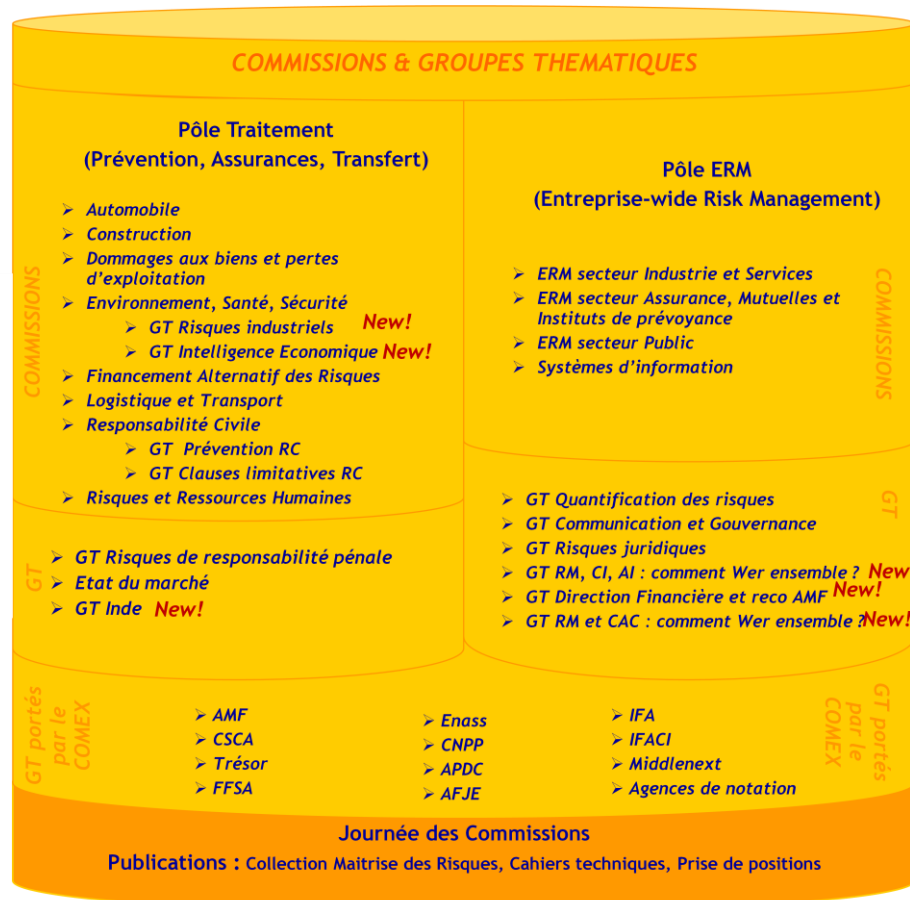 COMMISSIONS & GROUPES THEMATIQUES
Pôle Traitement
(Prévention, Assurances, Transfert)
COMMISSIONS
➢ Automobile
➢ Construction
➢ Dommages aux biens et pertes
d’exploitation
➢ Environnement, Santé, Sécurité
➢ GT Risques industriels New!
➢ GT Intelligence Economique New!
➢ Financement Alternatif des Risques
➢ Logistique et Transport
➢ Responsabilité Civile
➢ GT Prévention RC
➢ GT Clauses limitatives RC
➢ Risques et Ressources Humaines
GT
➢ GT Risques de responsabilité pénale
➢ Etat du marché
➢ GT Inde New!
Pôle ERM
(Entreprise-wide Risk Management)
COMMISSIONS
➢ ERM secteur Industrie et Services
➢ ERM secteur Assurance, Mutuelles et
Instituts de prévoyance
➢ ERM secteur Public
➢ Systèmes d’information
GT
➢ GT Quantification des risques
➢ GT Communication et Gouvernance
➢ GT Risques juridiques
➢ GT RM, CI, AI : comment Wer ensemble ? New
➢ GT Direction Financière et reco AMF New!
➢ GT RM et CAC : comment Wer ensemble ? New!
GT portés
par le
COMEX
➢ AMF
➢ CSCA
➢ Trésor
➢ FFSA
➢ Enass
➢ CNPP
➢ APDC
➢ AFJE
➢ IFA
➢ IFACI
➢ Middlenext
➢ Agences de notation
GT portés
par le
COMEX
Journée des Commissions
Publications : Collection Maitrise des Risques, Cahiers techniques, Prise de positions